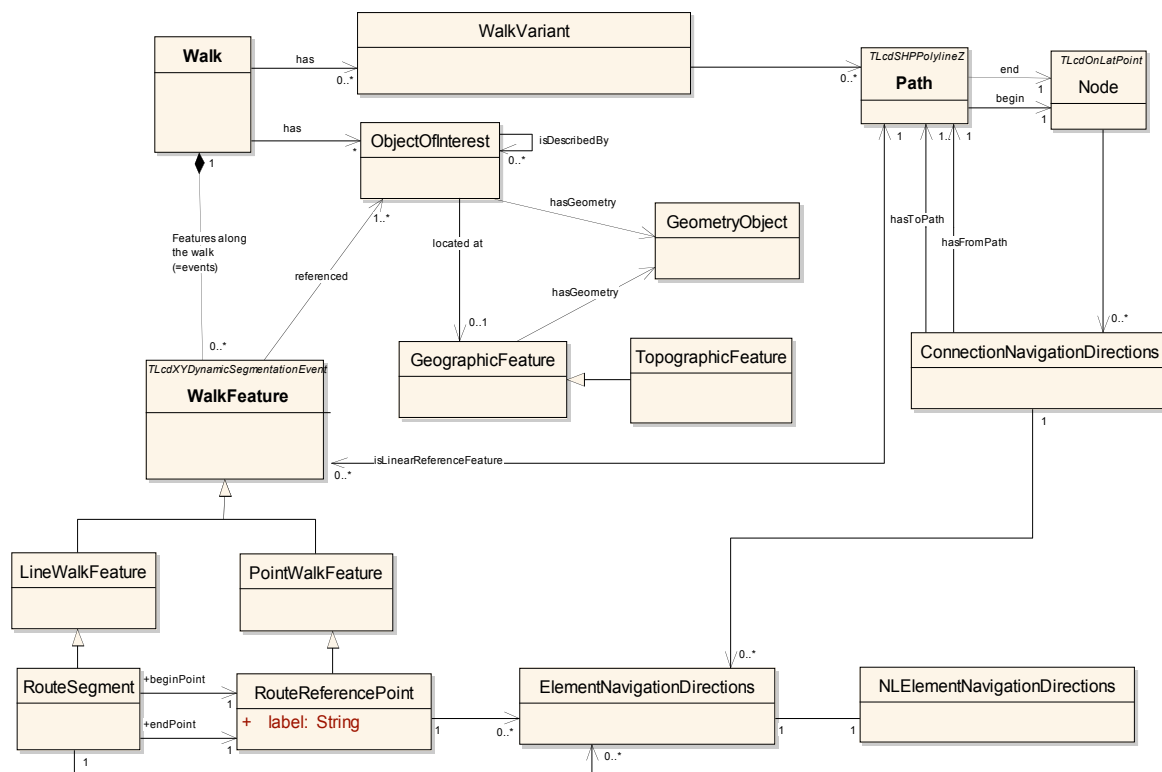 WalkVariant
Walk
has
0..*
0..*
TLcdSHPPolylineZ
Path
end
1
begin
1
TLcdOnLatPoint
Node
has
*
ObjectOfInterest
isDescribedBy
0..*
1
1
1..
1
Features along
the walk
(=events)
1..*
referenced
located at
hasGeometry
GeometryObject
hasGeometry
hasToPath
hasFromPath
0..*
0..1
0..*
TLcdXYDynamicSegmentationEvent
WalkFeature
GeographicFeature
TopographicFeature
ConnectionNavigationDirections
1
isLinearReferenceFeature
0..*
LineWalkFeature
PointWalkFeature
0..*
RouteSegment
+beginPoint
1
+endPoint
1
RouteReferencePoint
+ label: String
1
0..*
ElementNavigationDirections
1
1
NLElementNavigationDirections
1
0..*